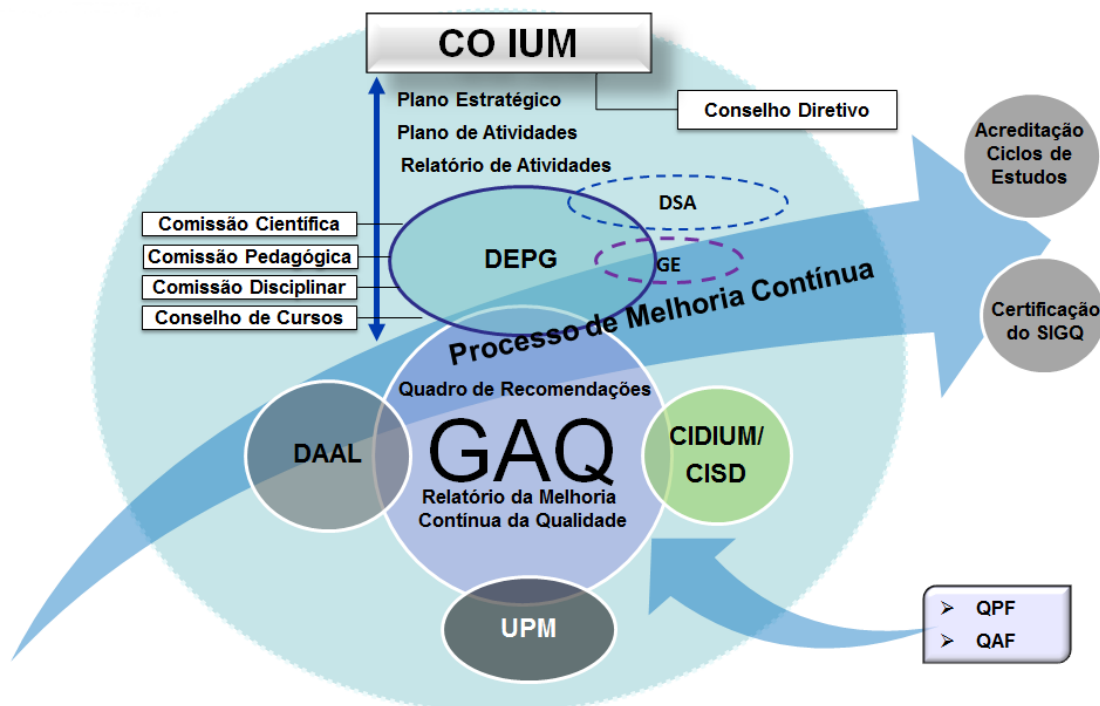 CO IUM
Plano Estratégico
Plano de Atividades
Relatório de Atividades
Conselho Diretivo
Acreditação
Ciclos de
Estudos
DSA
Comissão Científica
Comissão Pedagógica
Comissão Disciplinar
Conselho de Cursos
DEPG
GE
Processo de Melhoria Contínua
Certificação
do SIGQ
Quadro de Recomendações
DAAL
GAQ
CIDIUM/
CISD
Relatório da Melhoria
Contínua da Qualidade
UPM
QPF
QAF